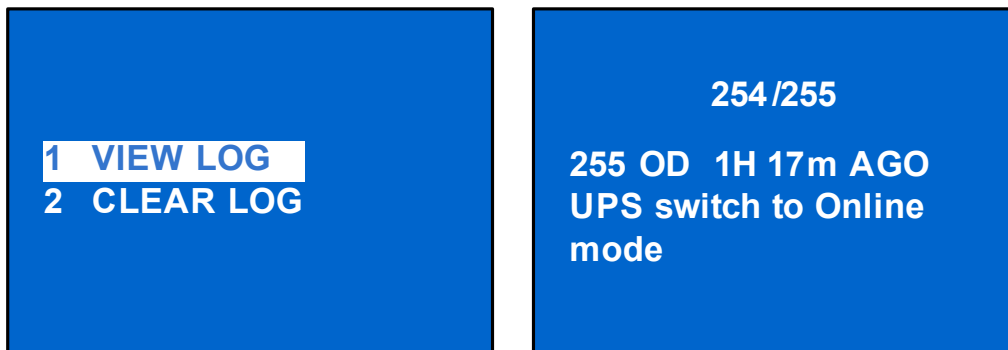 1 VIEW LOG
2 CLEAR LOG
254/255
255 OD 1H 17m AGO
UPS switch to Online
mode